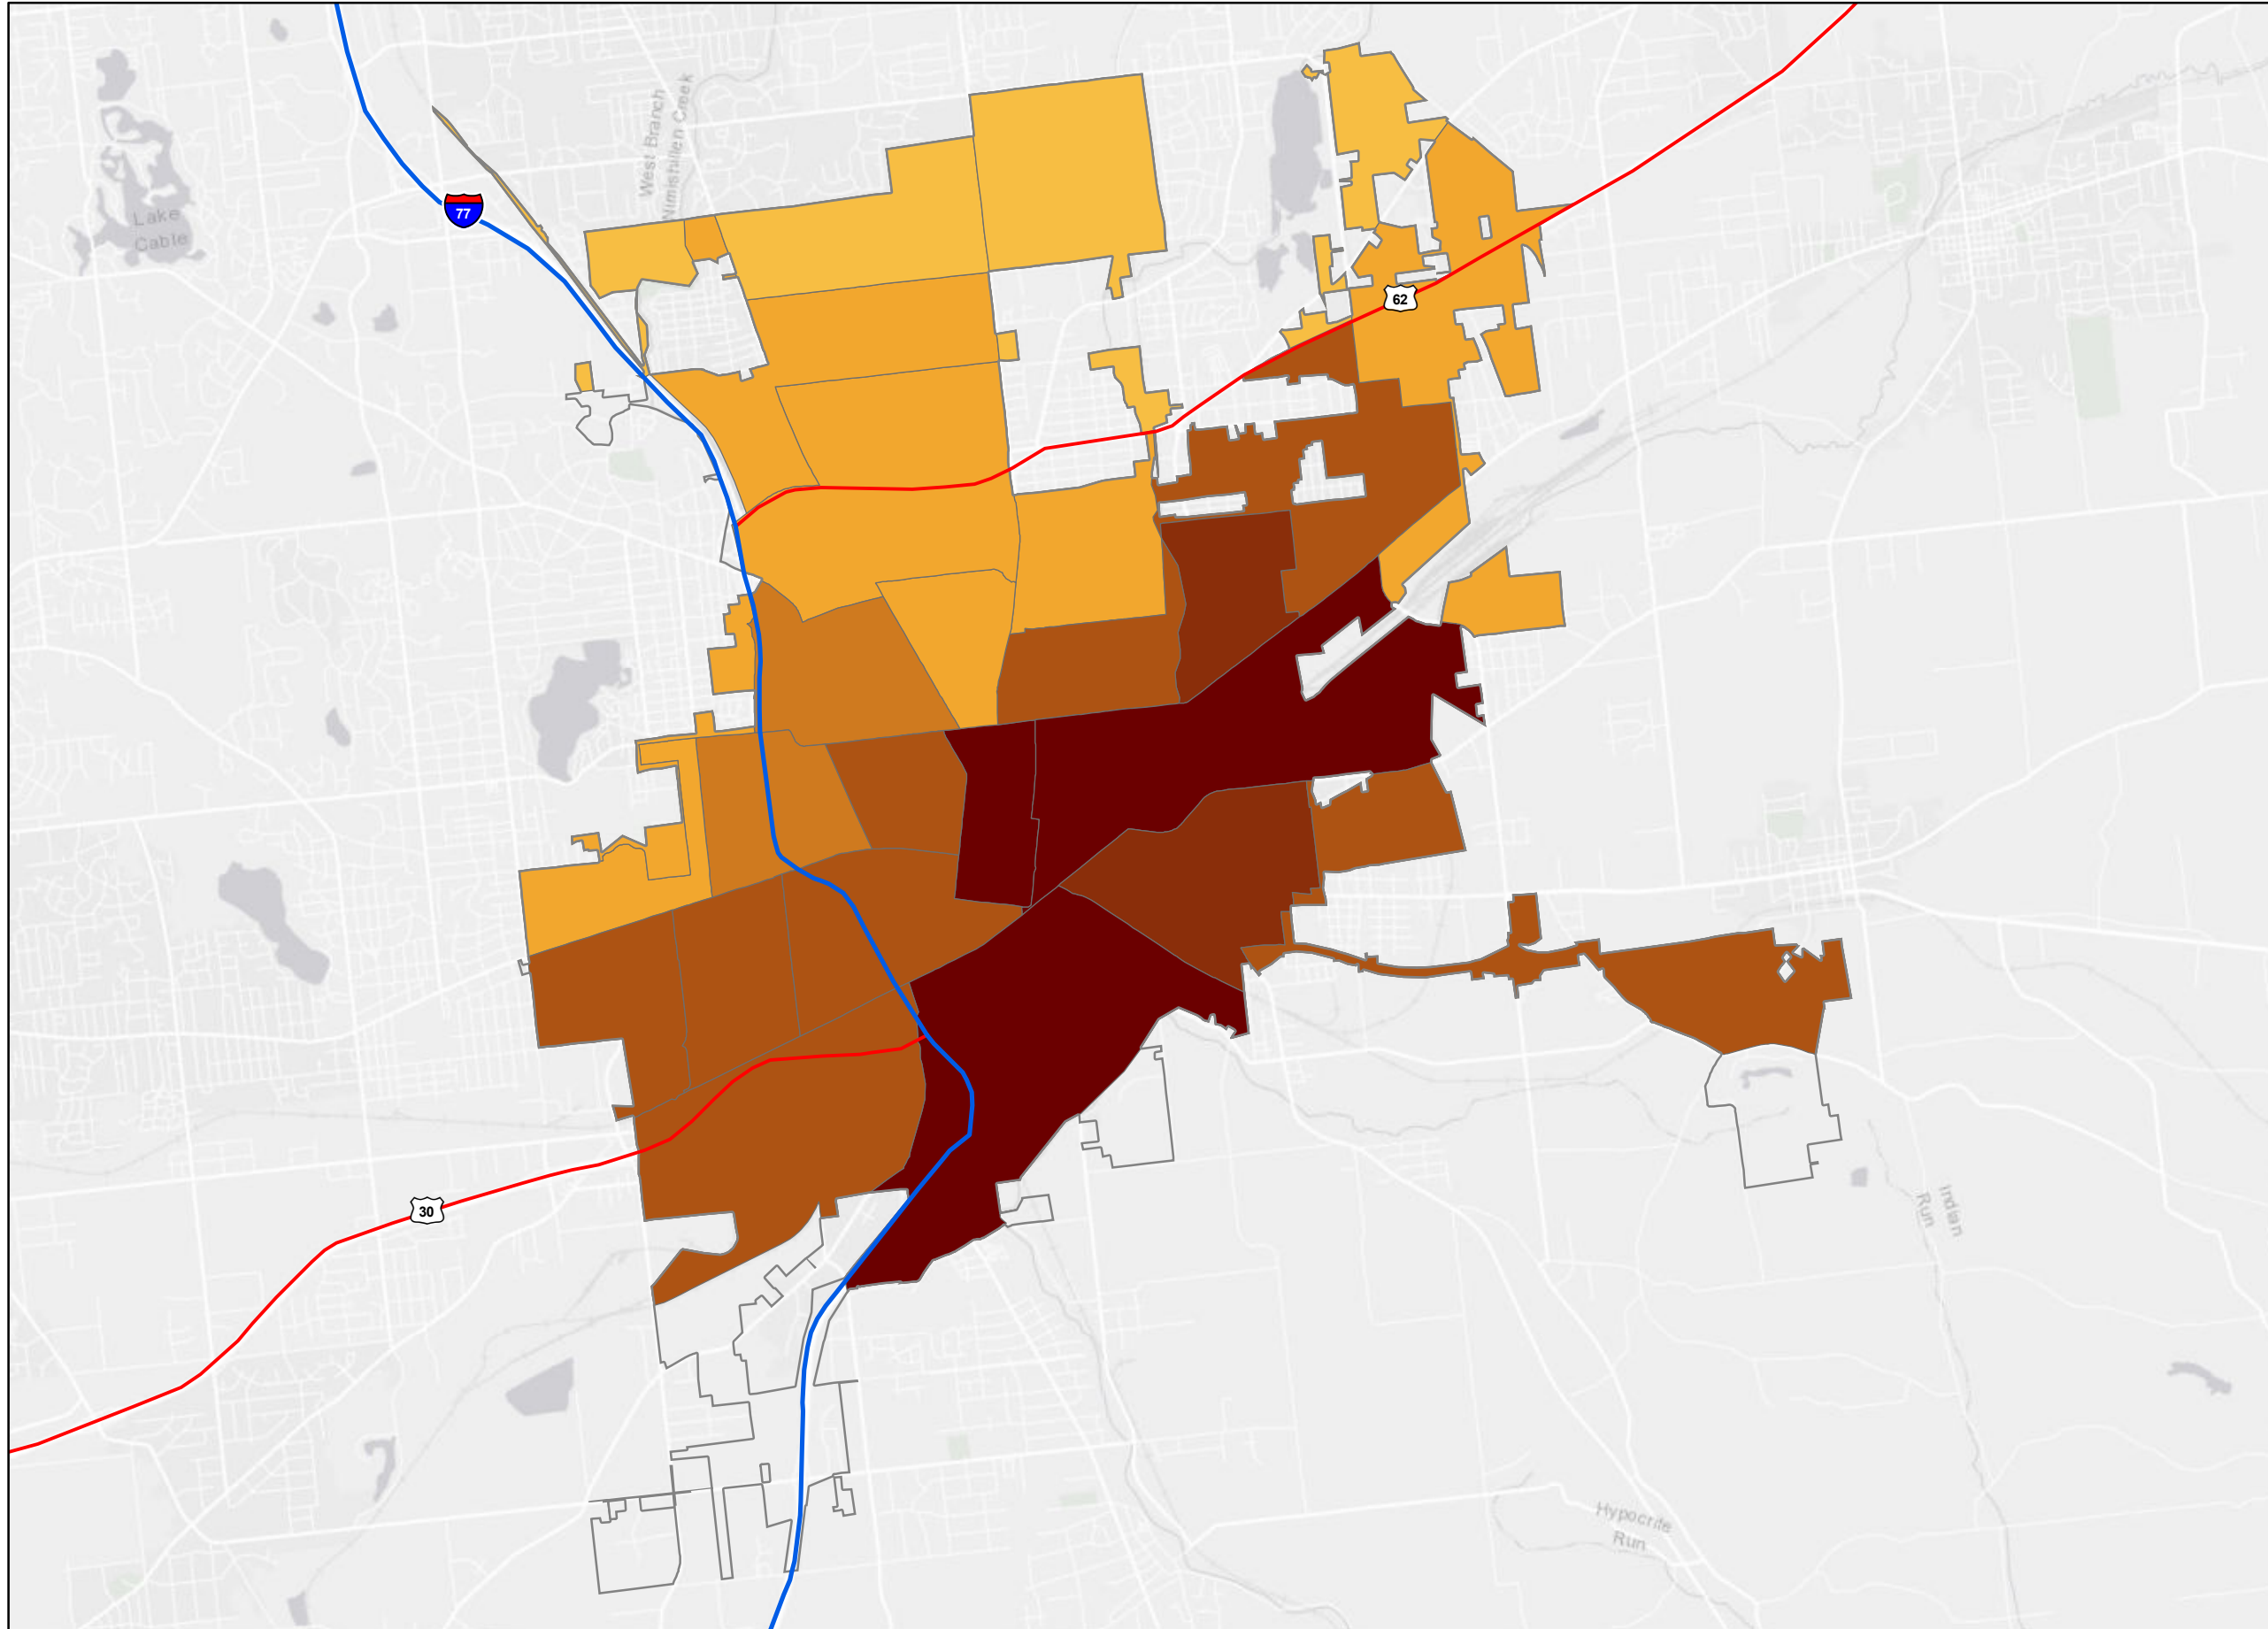 West Branch
Nimishillen Creek
Lake
Cable
77
62
30
Indian
Run
Hypocrite
Run